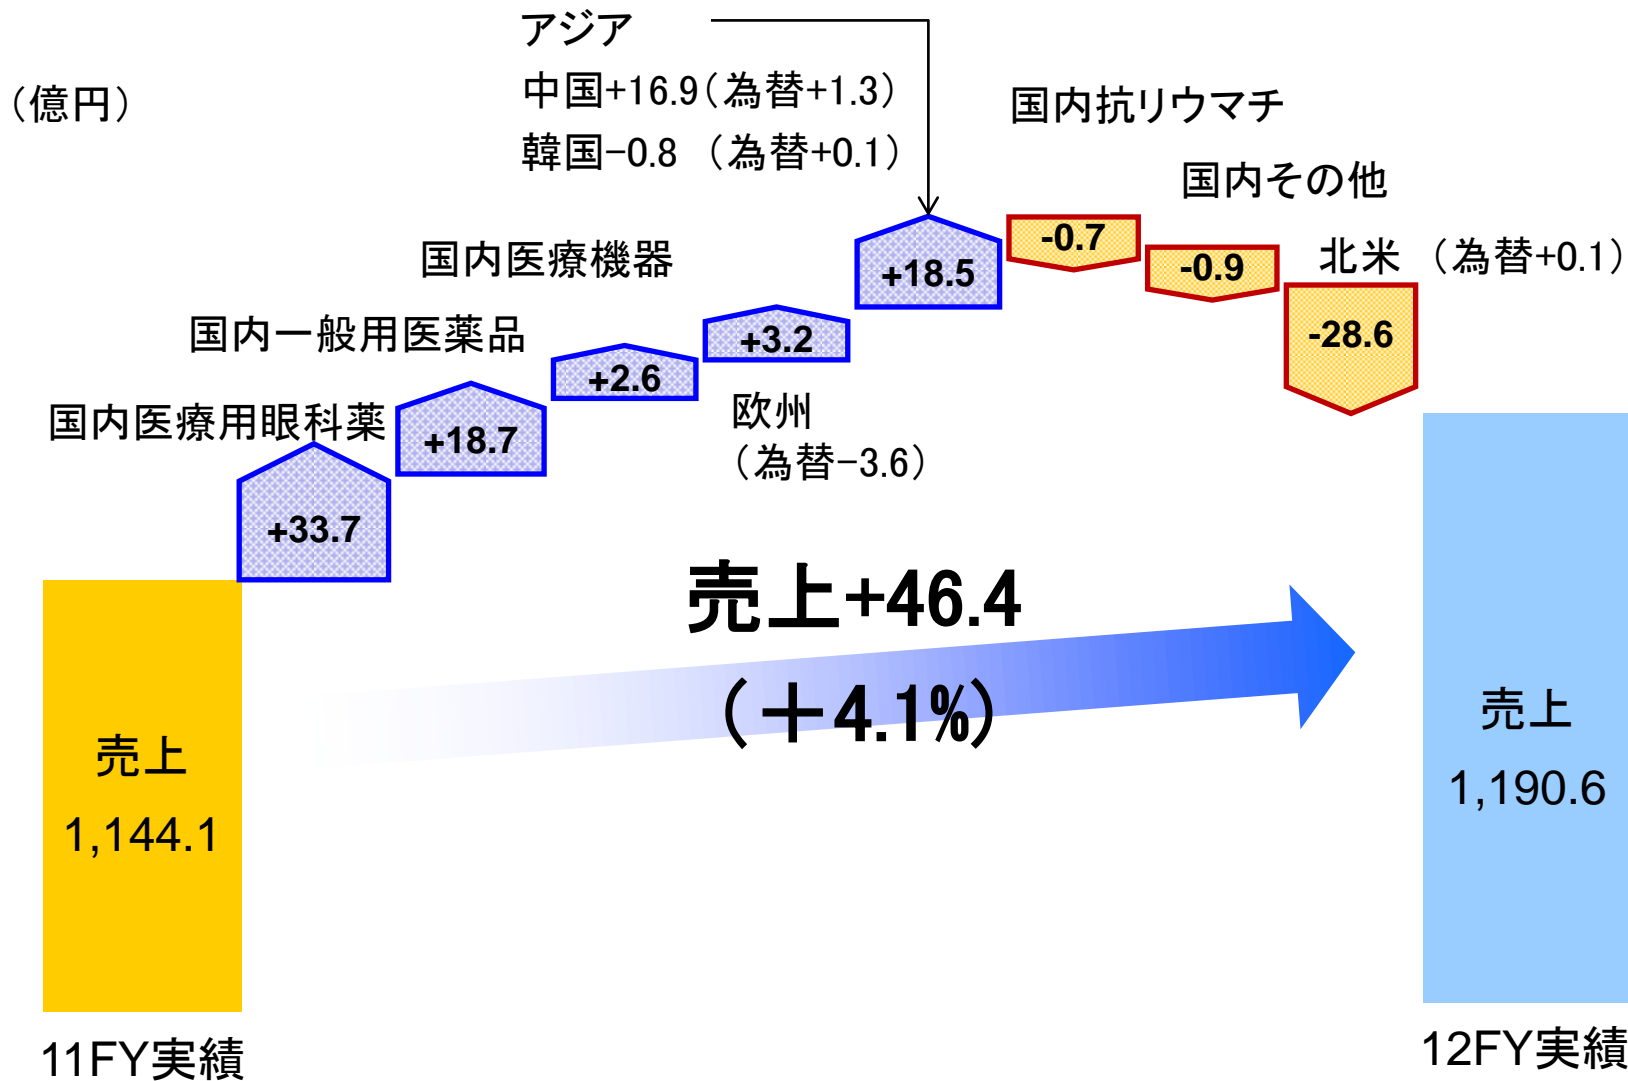 アジア
中国+16.9（為替+1.3）
韓国-0.8 （為替+0.1）
（億円）
国内抗リウマチ
国内その他
北米 （為替+0.1）
国内医療機器
国内一般用医薬品
国内医療用眼科薬
欧州
（為替-3.6）
+33.7
+18.7
+2.6
+3.2
+18.5
-0.7
-0.9
-28.6
売上+46.4
（＋4.1%）
売上
1,144.1
11FY実績
売上
1,190.6
12FY実績